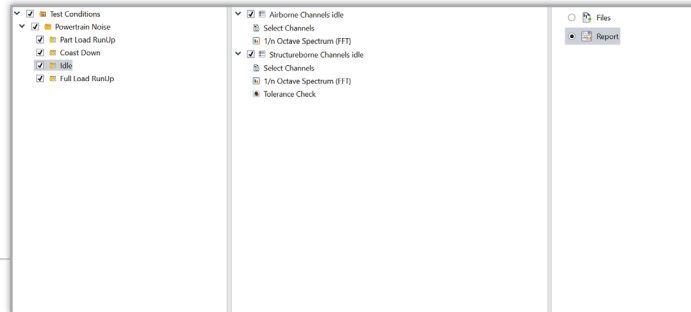 Test Conditions
Powertrain Noise
Part Load RunUp
Coast Down
Idle
Full Load RunUp
Airborne Channels idle
Select Channels
1/n Octave Spectrum (FFT)
Structureborne Channels idle
Select Channels
1/n Octave Spectrum (FFT)
Tolerance Check
Files
Report